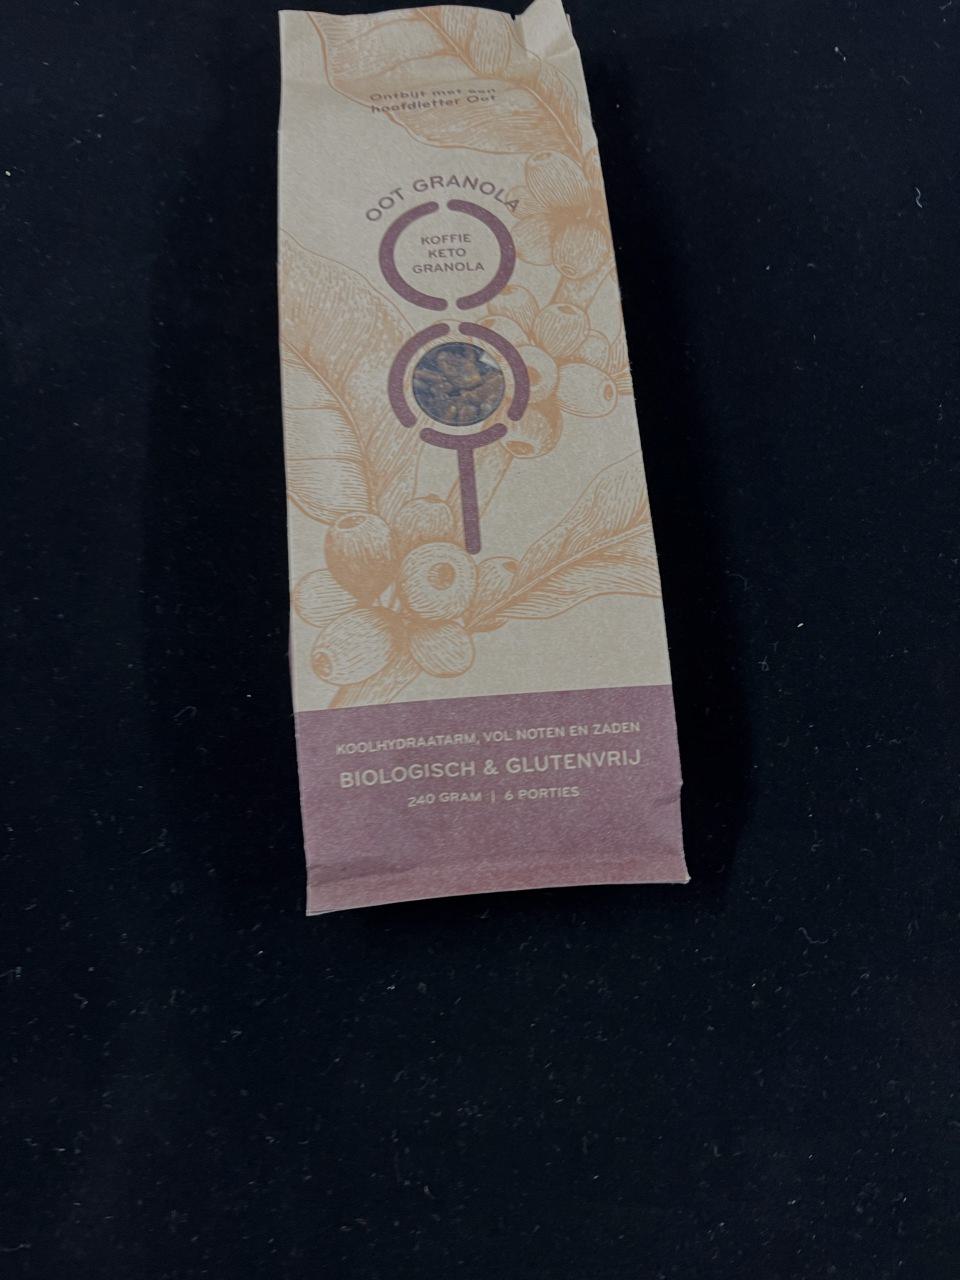 Ontbijt met een
hoofdletter Oot
OOT GRANOLA
KOFFIE
KETO
GRANOLA
OOT
KOOLHYDRAATARM, VOL NOTEN EN ZADEN
BIOLOGISCH & GLUTENVRIJ
240 GRAM | 6 PORTIES